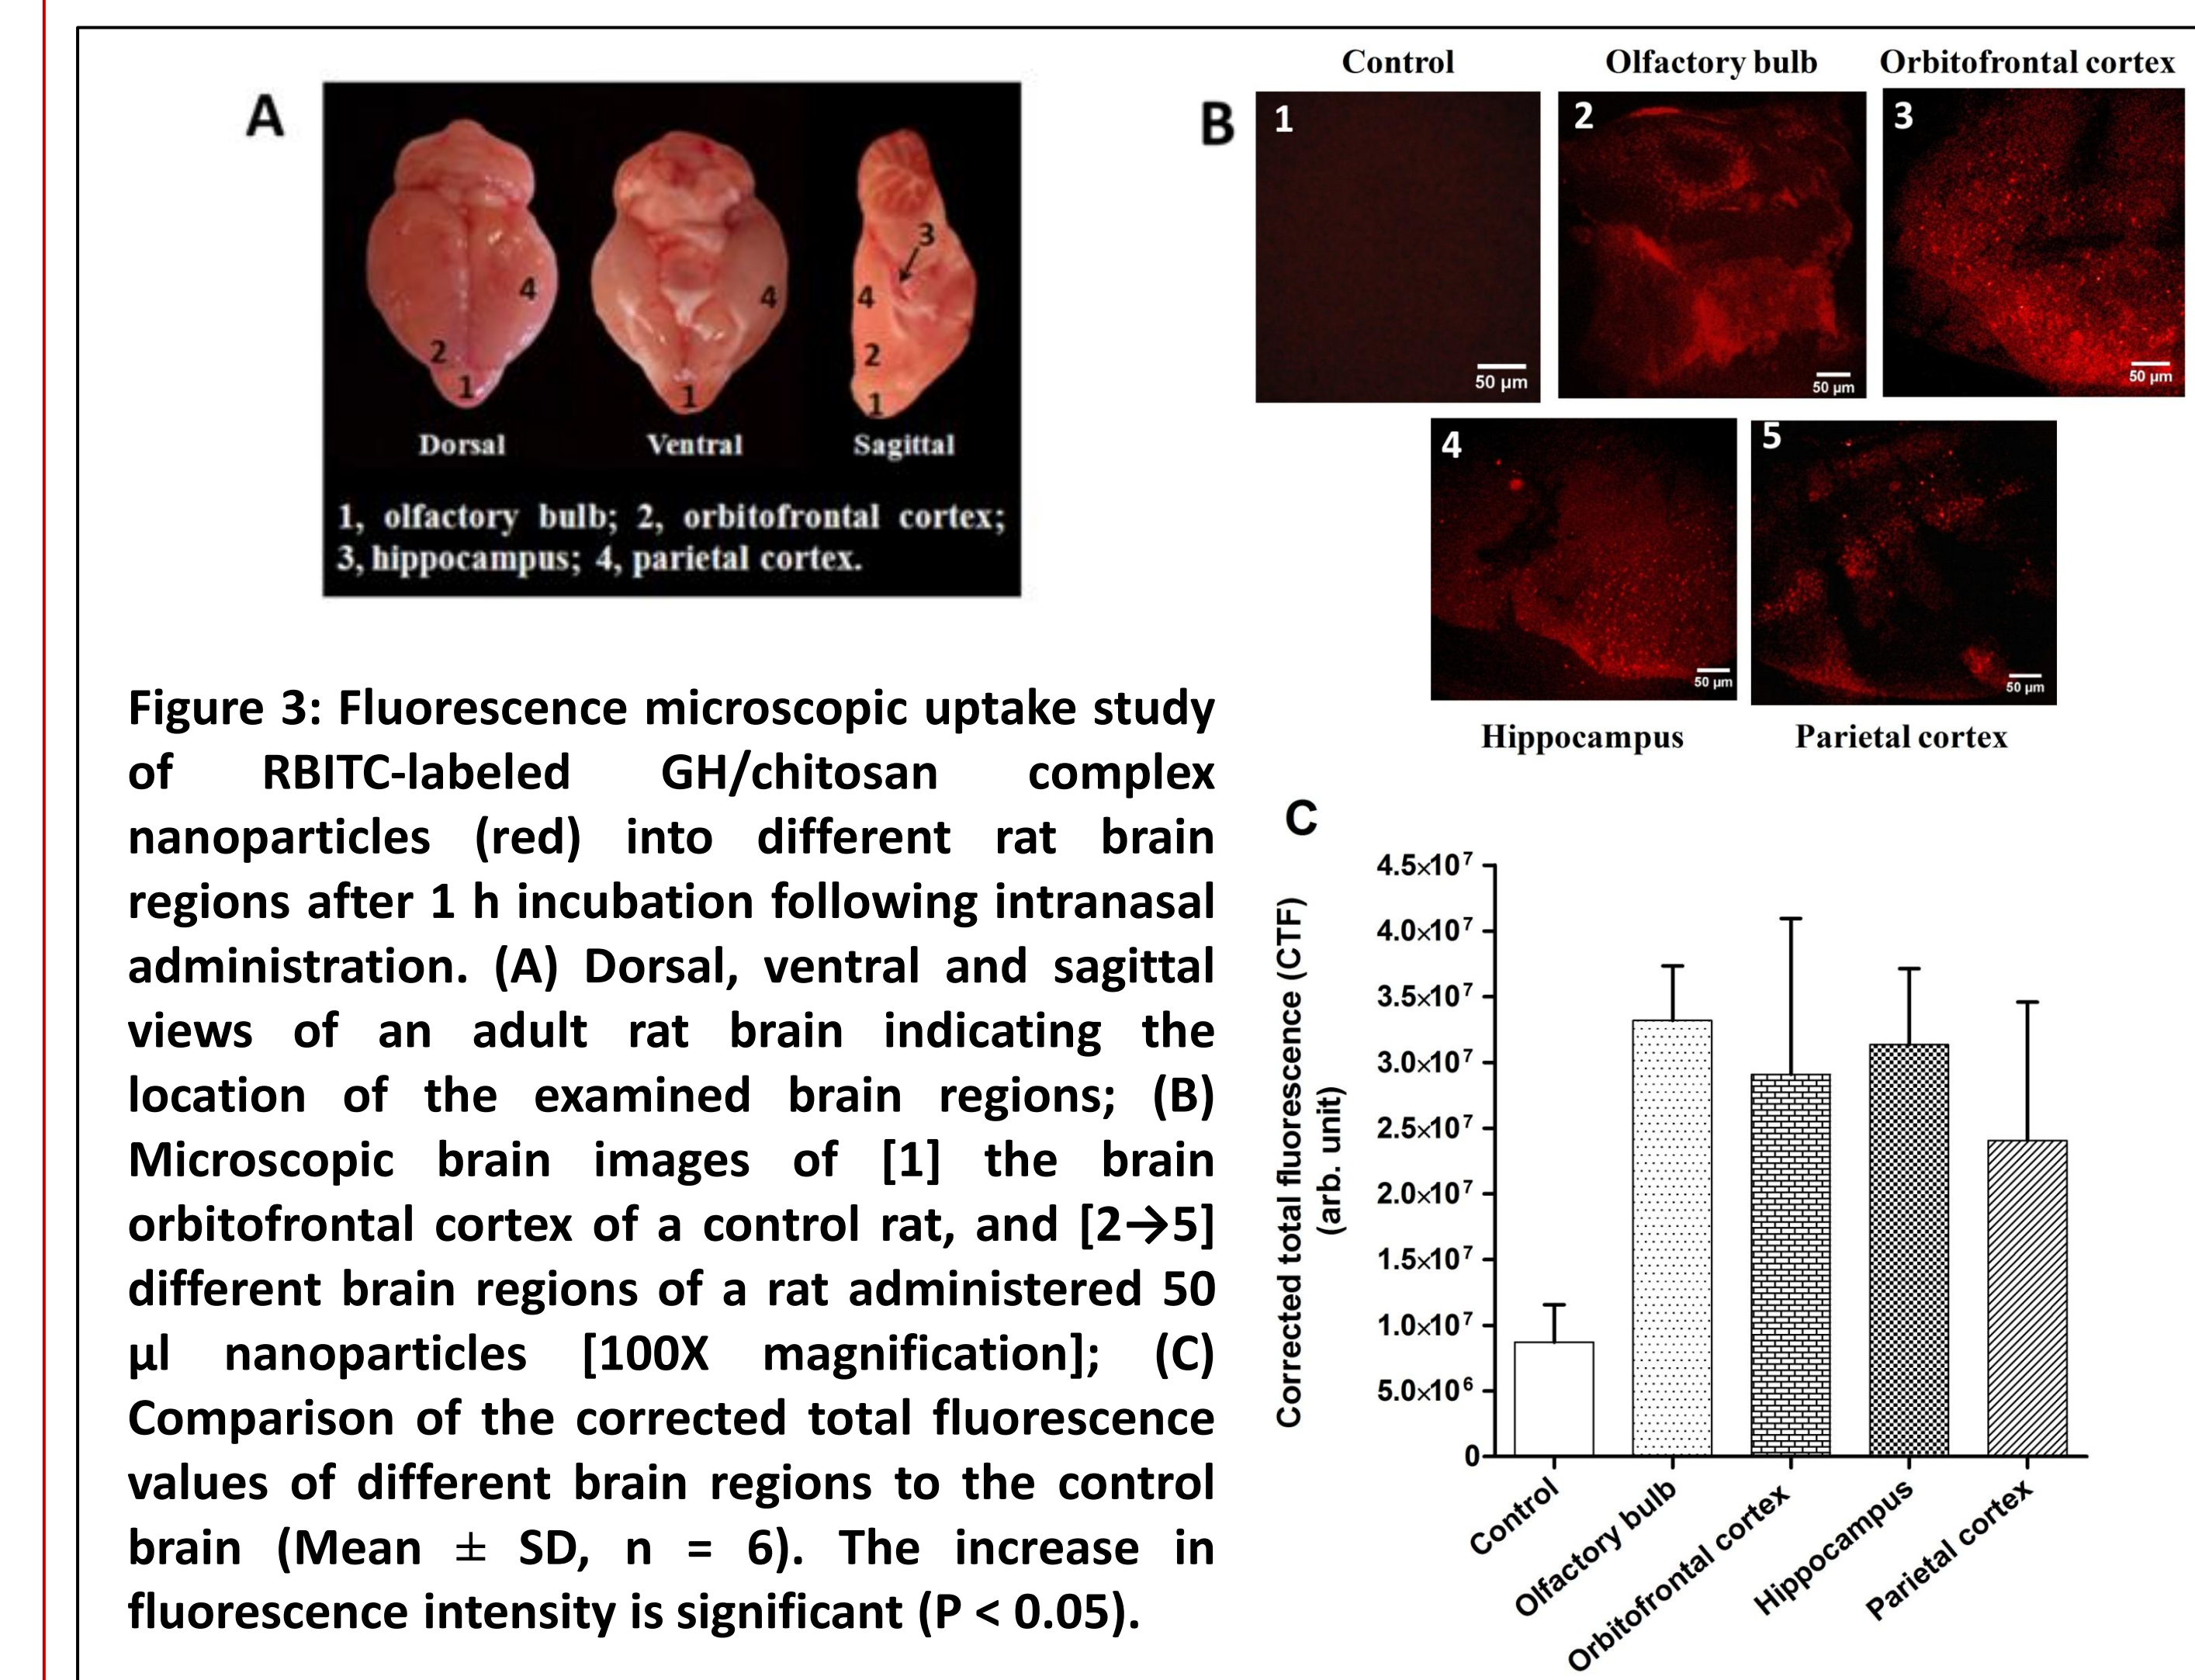 A
Dorsal Ventral Sagittal
1
2
4
1
4
3
4
2
1
1, olfactory bulb; 2, orbitofrontal cortex;
3, hippocampus; 4, parietal cortex.
B
Control Olfactory bulb Orbitofrontal cortex
1
50 µm
2
50 µm
3
50 µm
4
50 µm
5
50 µm
Hippocampus Parietal cortex
Figure 3: Fluorescence microscopic uptake study
of RBITC-labeled GH/chitosan complex
nanoparticles (red) into different rat brain
regions after 1 h incubation following intranasal
administration. (A) Dorsal, ventral and sagittal
views of an adult rat brain indicating the
location of the examined brain regions; (B)
Microscopic brain images of [1] the brain
orbitofrontal cortex of a control rat, and [2→5]
different brain regions of a rat administered 50
µl nanoparticles [100X magnification]; (C)
Comparison of the corrected total fluorescence
values of different brain regions to the control
brain (Mean ± SD, n = 6). The increase in
fluorescence intensity is significant (P < 0.05).
C
Corrected total fluorescence (CTF)
(arb. unit)
4.5×10⁷
4.0×10⁷
3.5×10⁷
3.0×10⁷
2.5×10⁷
2.0×10⁷
1.5×10⁷
1.0×10⁷
5.0×10⁶
0
Control
Olfactory bulb
Orbitofrontal cortex
Hippocampus
Parietal cortex